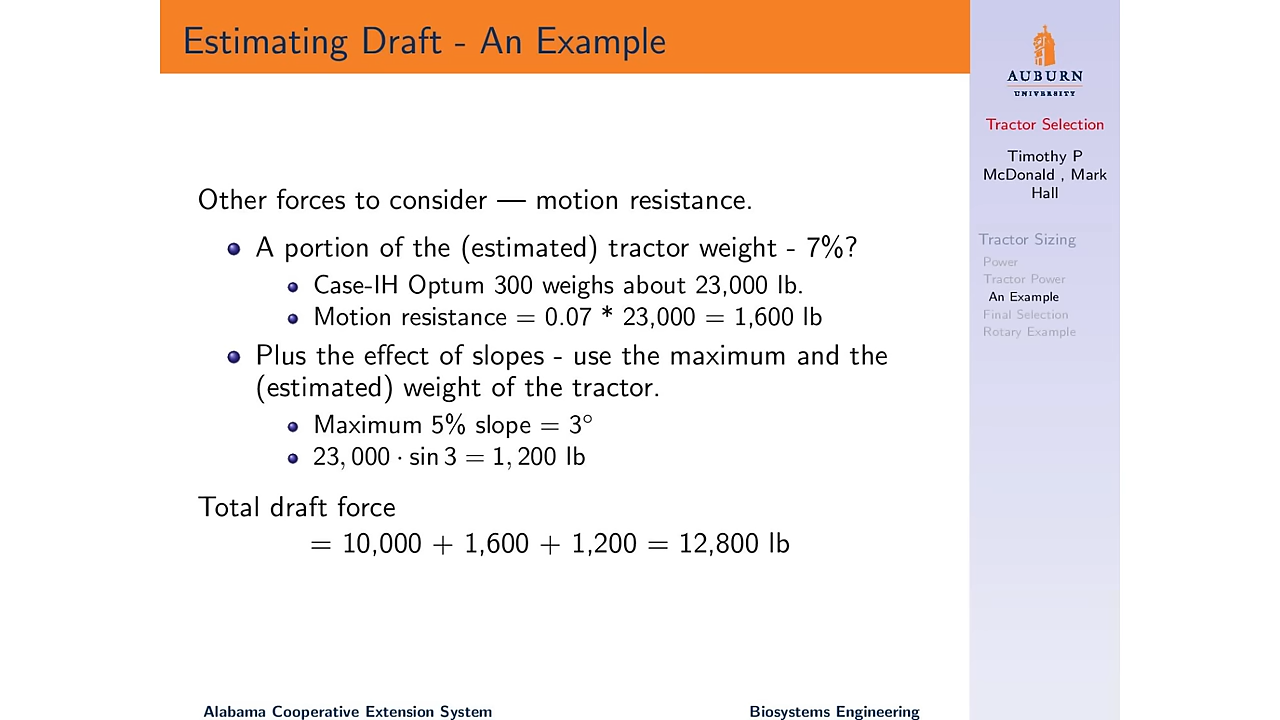 Estimating Draft - An Example
Other forces to consider — motion resistance.
A portion of the (estimated) tractor weight - 7%?
Case-IH Optum 300 weighs about 23,000 lb.
Motion resistance = 0.07 * 23,000 = 1,600 lb
Plus the effect of slopes - use the maximum and the
(estimated) weight of the tractor.
Maximum 5% slope = 3°
23,000 · sin 3 = 1,200 lb
Total draft force
= 10,000 + 1,600 + 1,200 = 12,800 lb
AUBURN
UNIVERSITY
Tractor Selection
Timothy P
McDonald , Mark
Hall
Tractor Sizing
Power
Tractor Power
An Example
Final Selection
Rotary Example
Alabama Cooperative Extension System
Biosystems Engineering